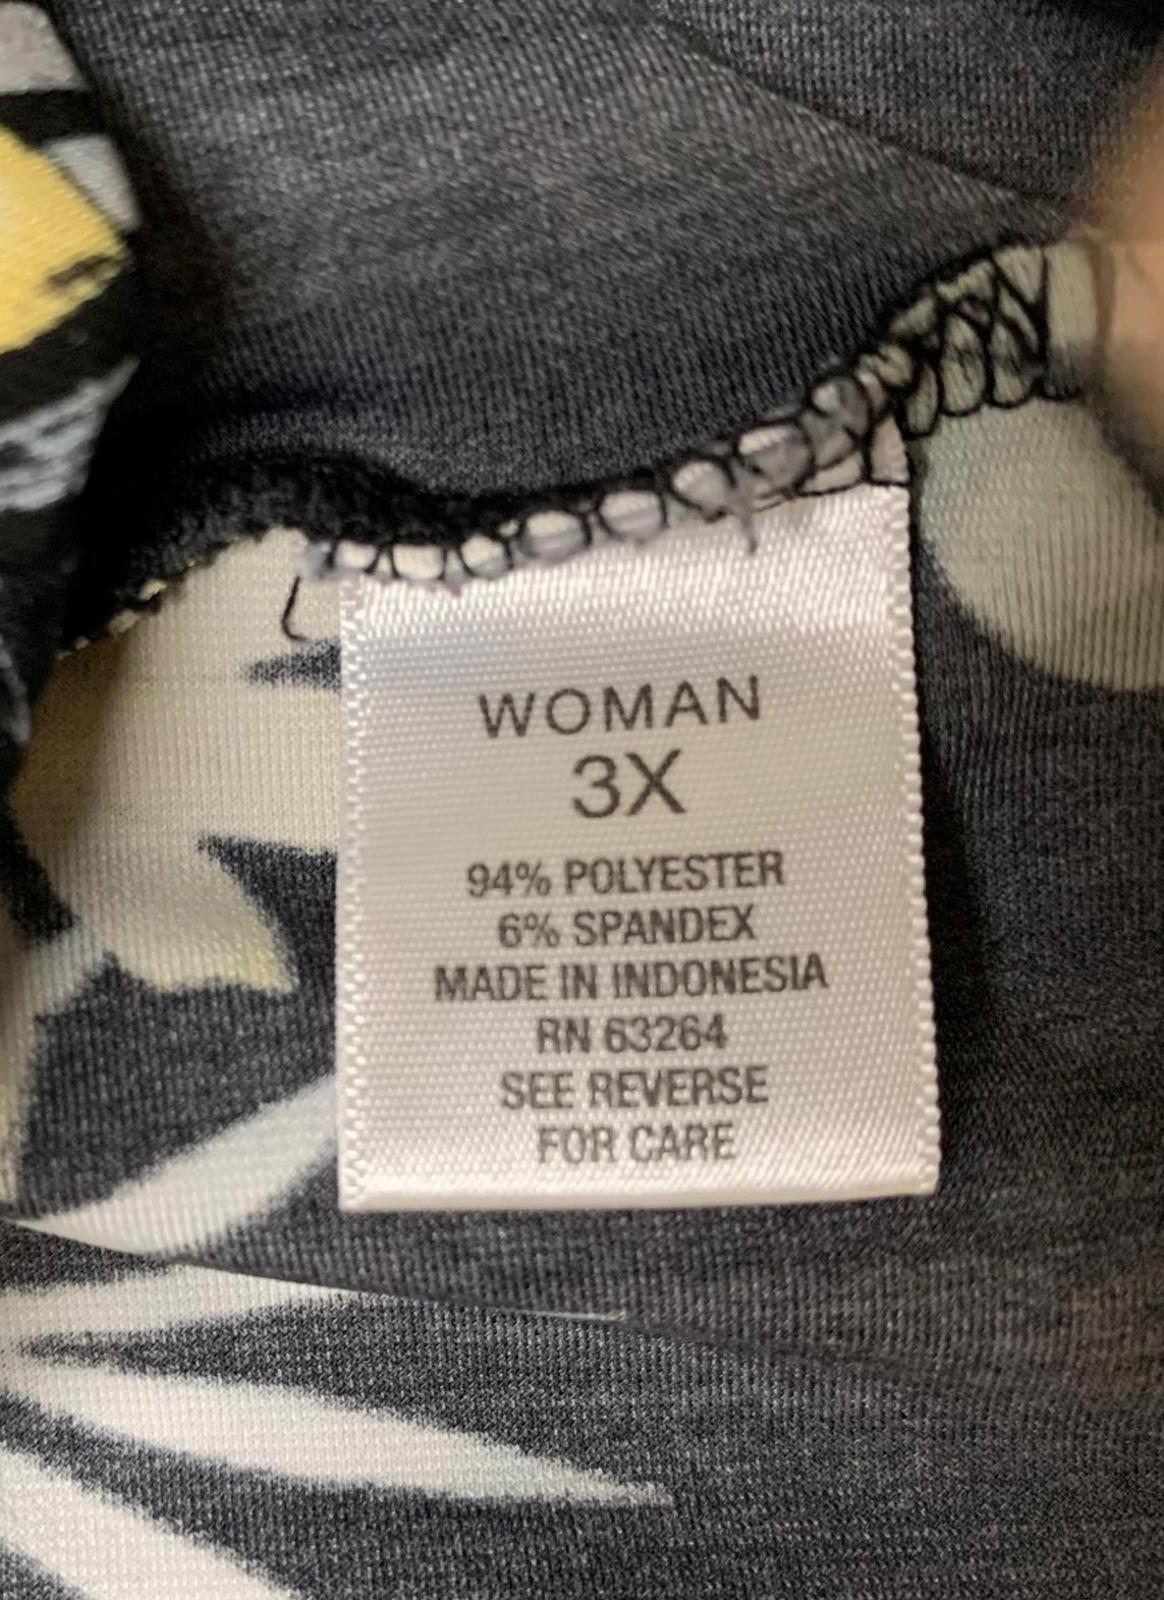 WOMAN
3X
94% POLYESTER
6% SPANDEX
MADE IN INDONESIA
RN 63264
SEE REVERSE
FOR CARE